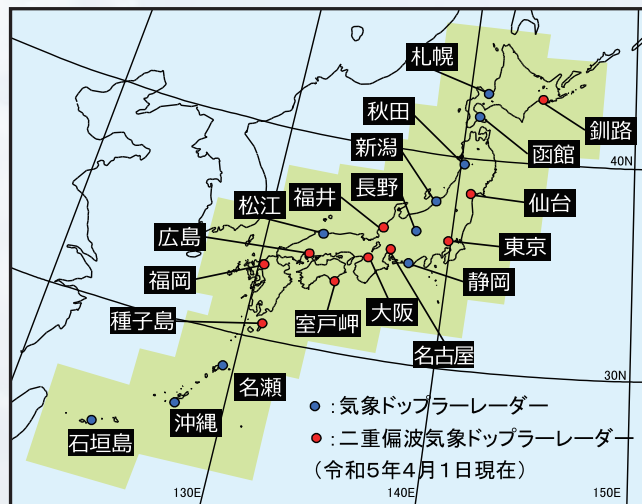 札幌
秋田
釧路
新潟
函館
40N
長野
福井
仙台
松江
広島
東京
福岡
静岡
種子島
室戸岬
大阪
名古屋
名瀬
30N
沖縄
石垣島
：気象ドップラーレーダー
：二重偏波気象ドップラーレーダー
（令和５年４月１日現在）
130E
140E
150E